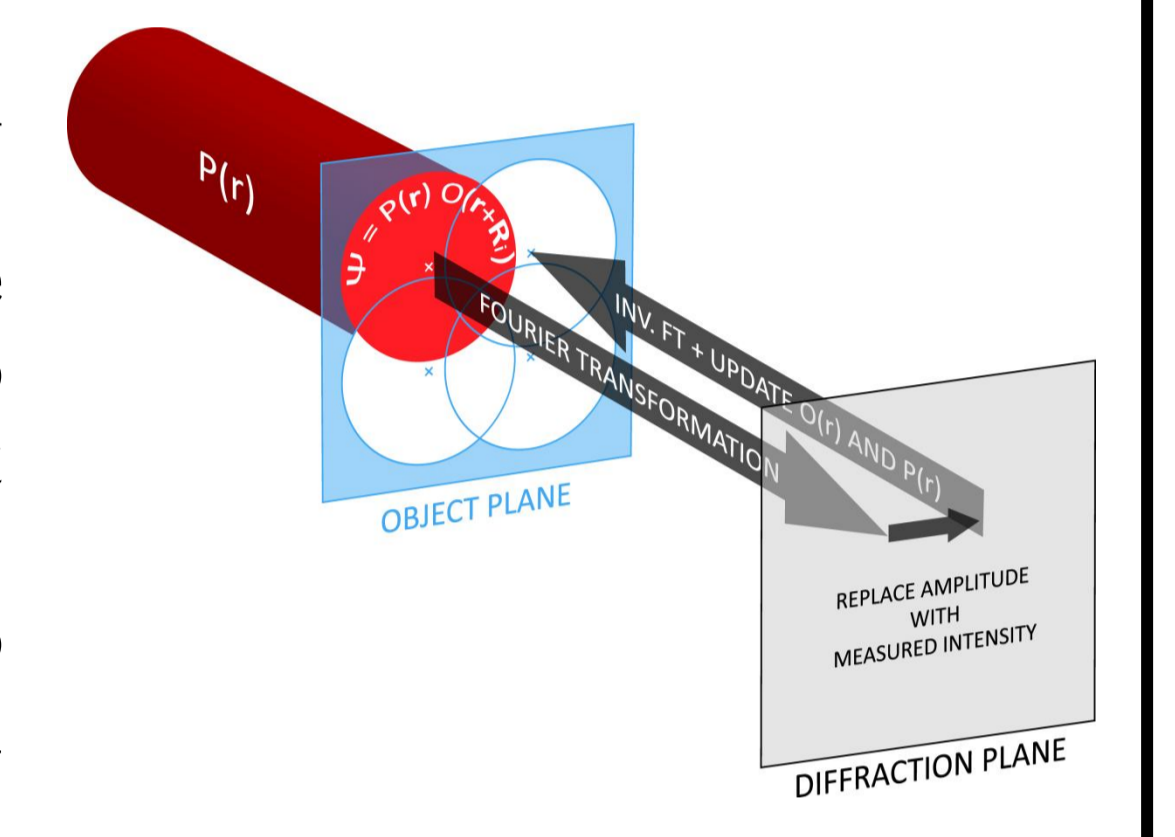 P(r)
Ψ = P(r) O(r+Ri)
FOURIER TRANSFORMATION
INV. FT + UPDATE O(r) AND P(r)
OBJECT PLANE
REPLACE AMPLITUDE
WITH
MEASURED INTENSITY
DIFFRACTION PLANE